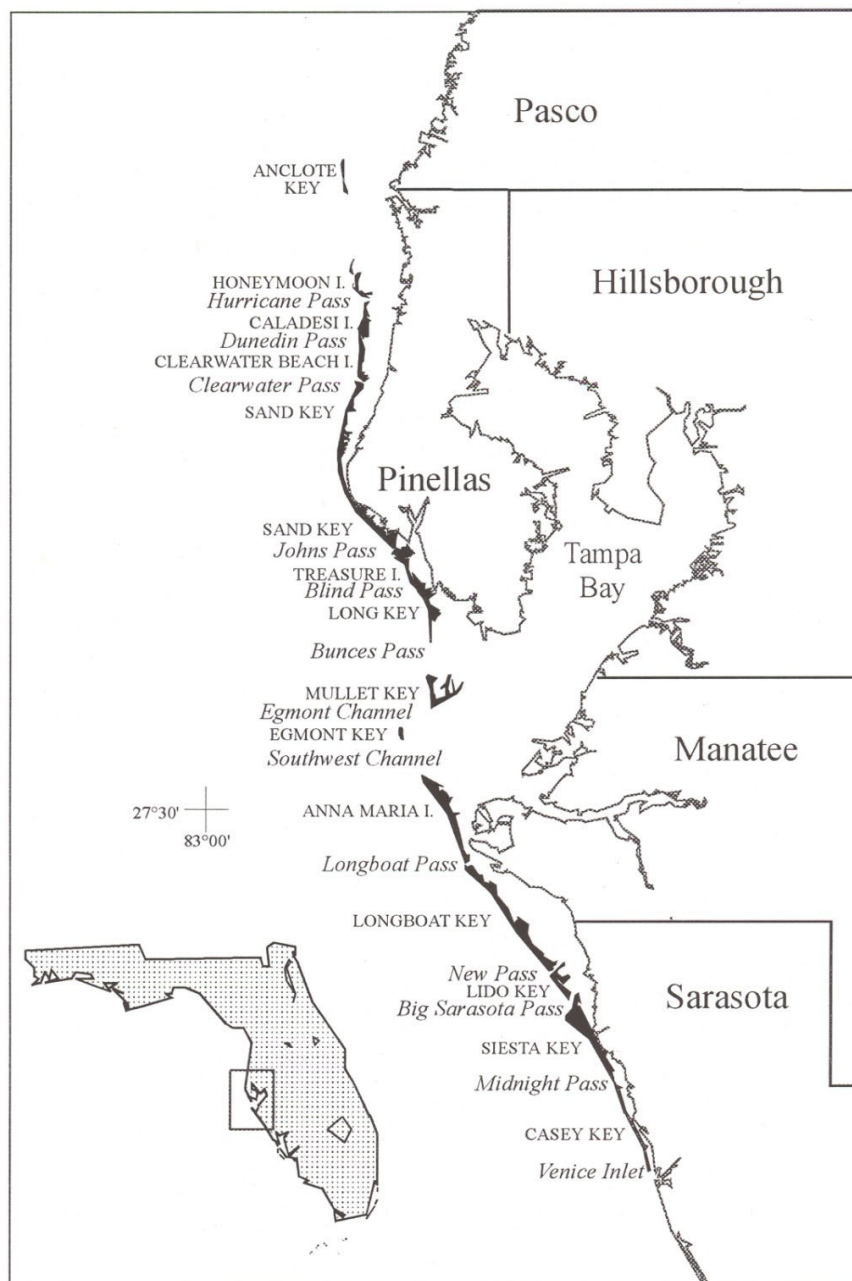 Pasco
ANCLOTE
KEY
Hillsborough
HONEYMOON I.
Hurricane Pass
CALADESI I.
Dunedin Pass
CLEARWATER BEACH I.
Clearwater Pass
SAND KEY
Pinellas
SAND KEY
Johns Pass
Tampa
Bay
TREASURE I.
Blind Pass
LONG KEY
Bunces Pass
MULLET KEY
Egmont Channel
EGMONT KEY
Southwest Channel
Manatee
27°30'
83°00'
ANNA MARIA I.
Longboat Pass
LONGBOAT KEY
New Pass
LIDO KEY
Big Sarasota Pass
Sarasota
SIESTA KEY
Midnight Pass
CASEY KEY
Venice Inlet